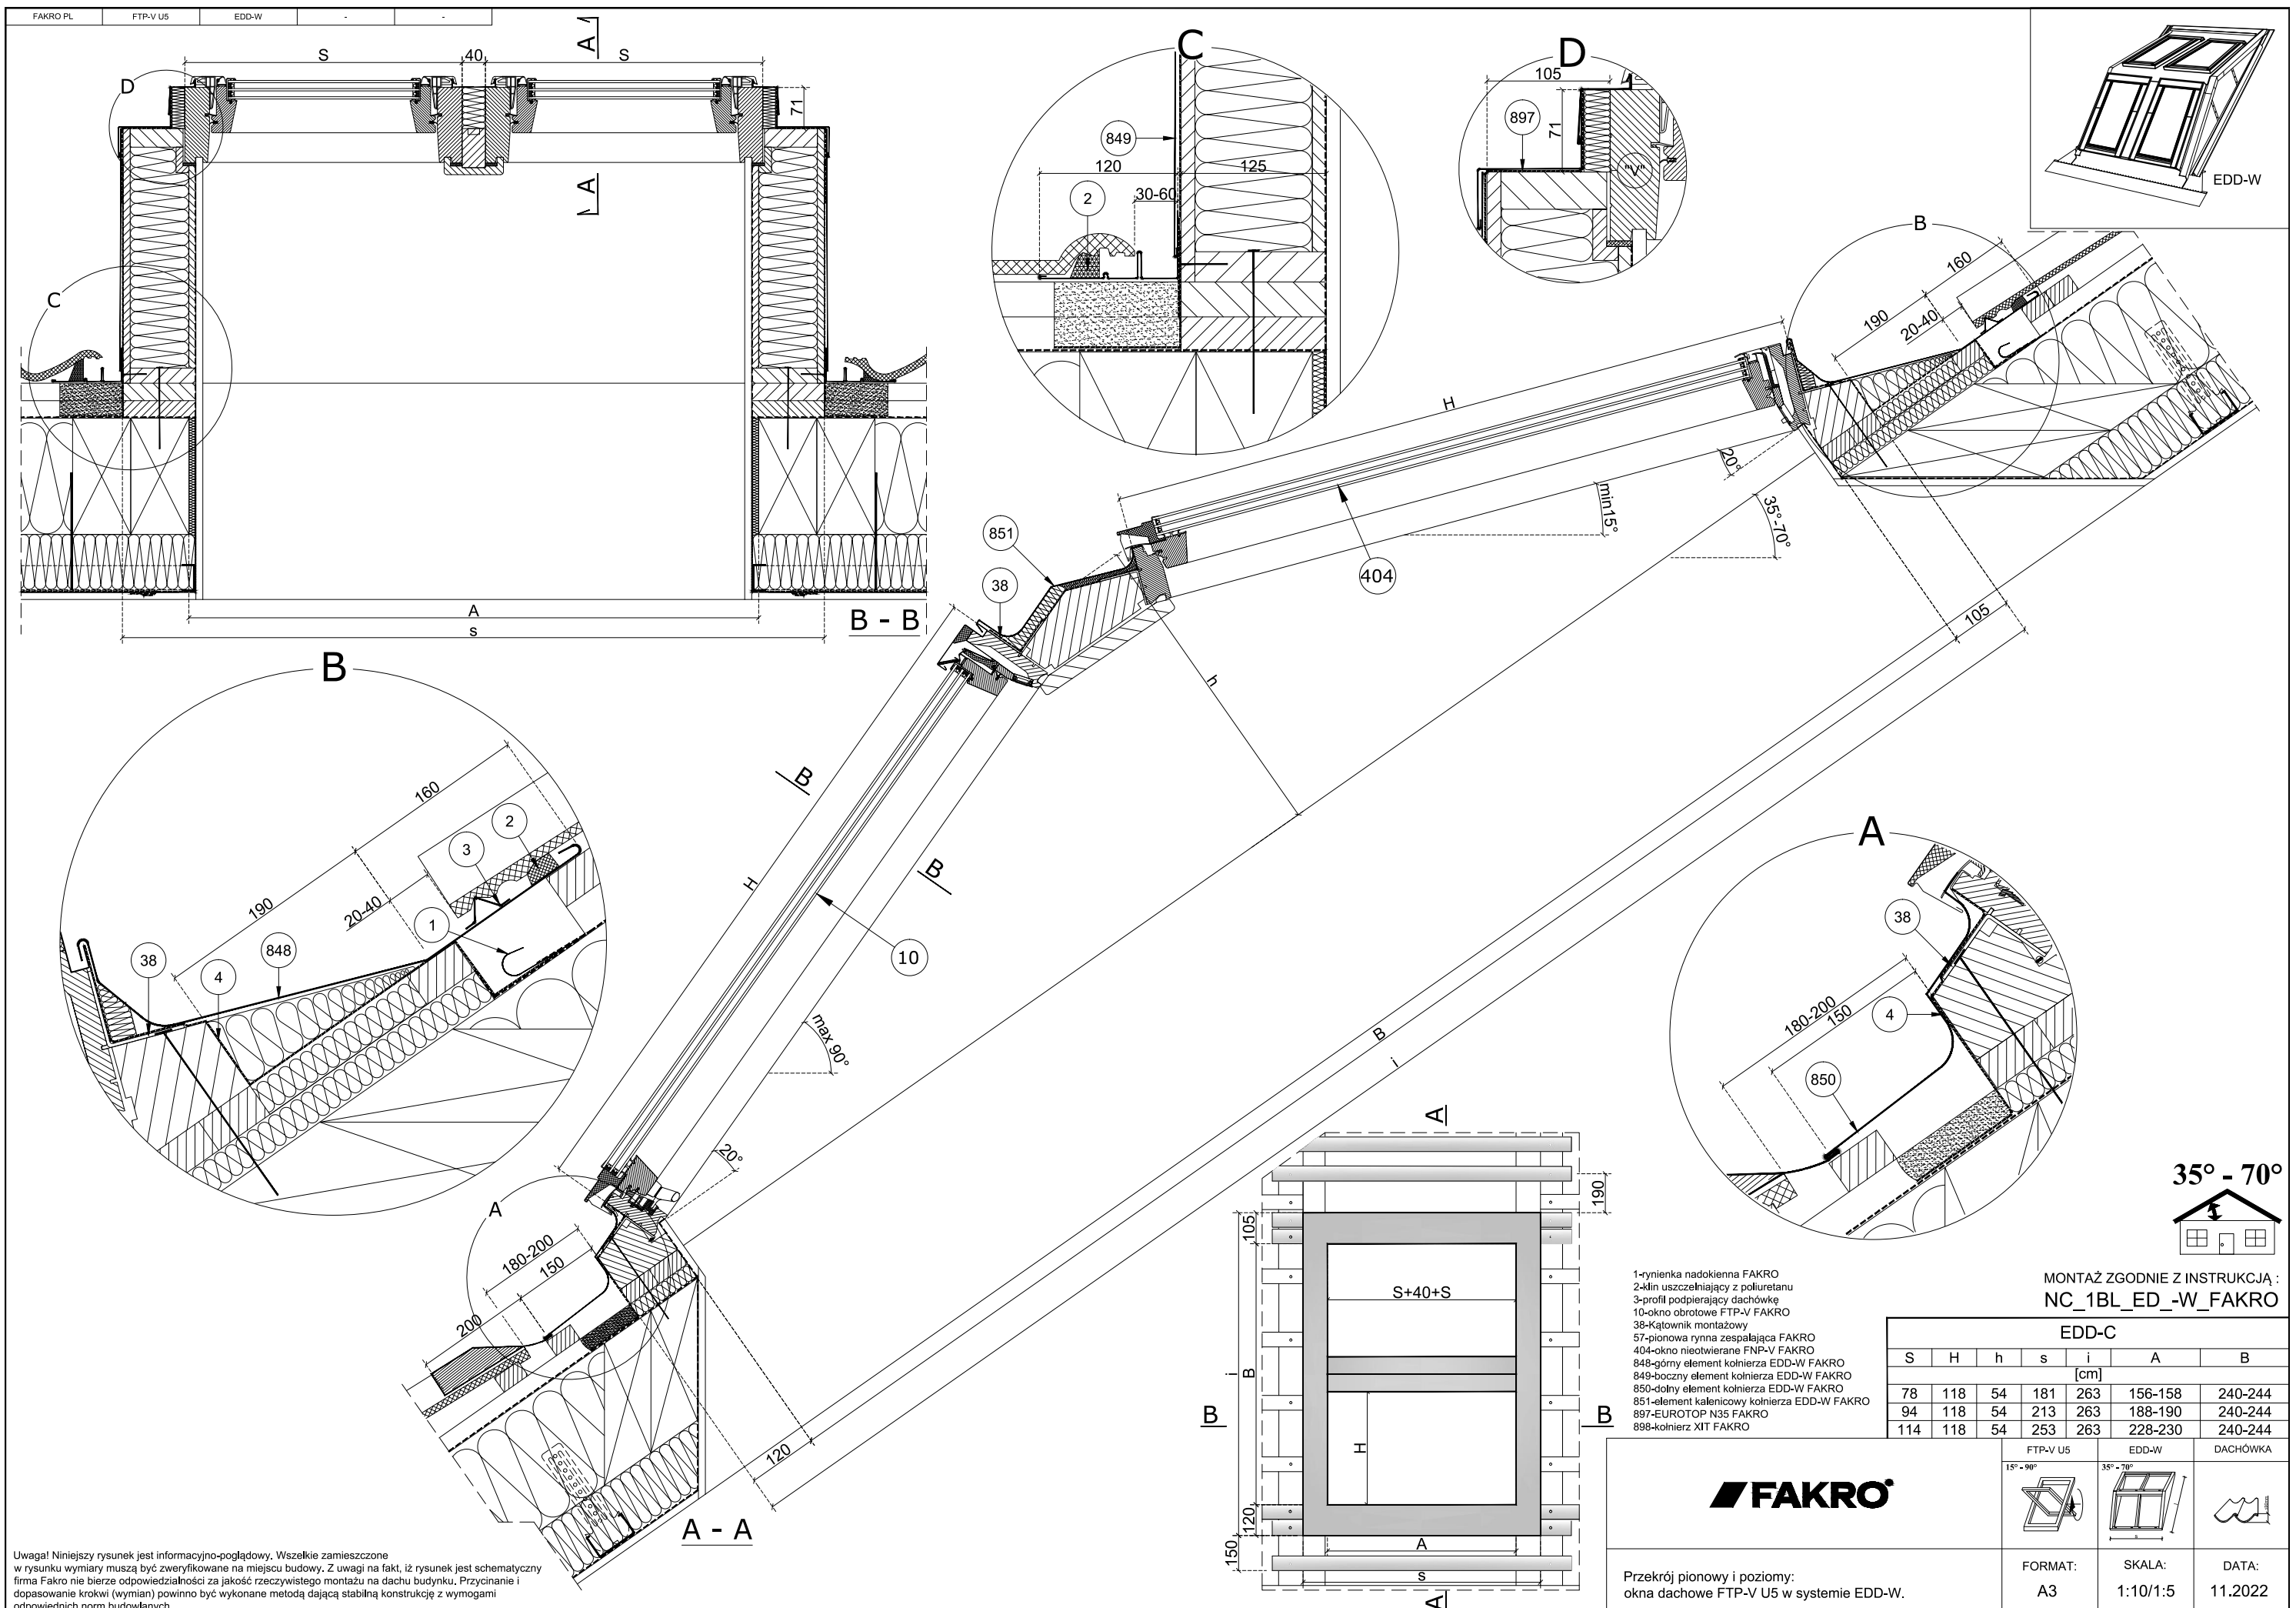 FAKRO PL FTP-V U5 EDD-W - -
A
S 40 S
D
71
A
C
A
s
B - B
C
849
120 125
30-60
2
D
105
897
71
"V"
EDD-W
B
160
190
20-40
H
20°
min15°
35°-70°
404
851
38
h
105
B
160
2
3
190
20-40
1
848
38
4
B
H
B
10
max 90°
20°
A
180-200
150
200
120
B
i
A - A
A
38
180-200
150
4
850
A
190
105
S+40+S
i
B
B
B
H
120
150
A
s
A
35° - 70°
1-rynienka nadokienna FAKRO
2-klin uszczelniający z poliuretanu
3-profil podpierający dachówkę
10-okno obrotowe FTP-V FAKRO
38-Kątownik montażowy
57-pionowa rynna zespalająca FAKRO
404-okno nieotwierane FNP-V FAKRO
848-górny element kołnierza EDD-W FAKRO
849-boczny element kołnierza EDD-W FAKRO
850-dolny element kołnierza EDD-W FAKRO
851-element kalenicowy kołnierza EDD-W FAKRO
897-EUROTOP N35 FAKRO
898-kołnierz XIT FAKRO
MONTAŻ ZGODNIE Z INSTRUKCJĄ :
NC_1BL_ED_-W_FAKRO
EDD-C
S H h s i A B
[cm]
78 118 54 181 263 156-158 240-244
94 118 54 213 263 188-190 240-244
114 118 54 253 263 228-230 240-244
FAKRO®
FTP-V U5 EDD-W DACHÓWKA
15° - 90° 35° - 70°
Przekrój pionowy i poziomy:
okna dachowe FTP-V U5 w systemie EDD-W.
FORMAT: SKALA: DATA:
A3 1:10/1:5 11.2022
Uwaga! Niniejszy rysunek jest informacyjno-poglądowy. Wszelkie zamieszczone
w rysunku wymiary muszą być zweryfikowane na miejscu budowy. Z uwagi na fakt, iż rysunek jest schematyczny
firma Fakro nie bierze odpowiedzialności za jakość rzeczywistego montażu na dachu budynku. Przycinanie i
dopasowanie krokwi (wymian) powinno być wykonane metodą dającą stabilną konstrukcję z wymogami
odpowiednich norm budowlanych